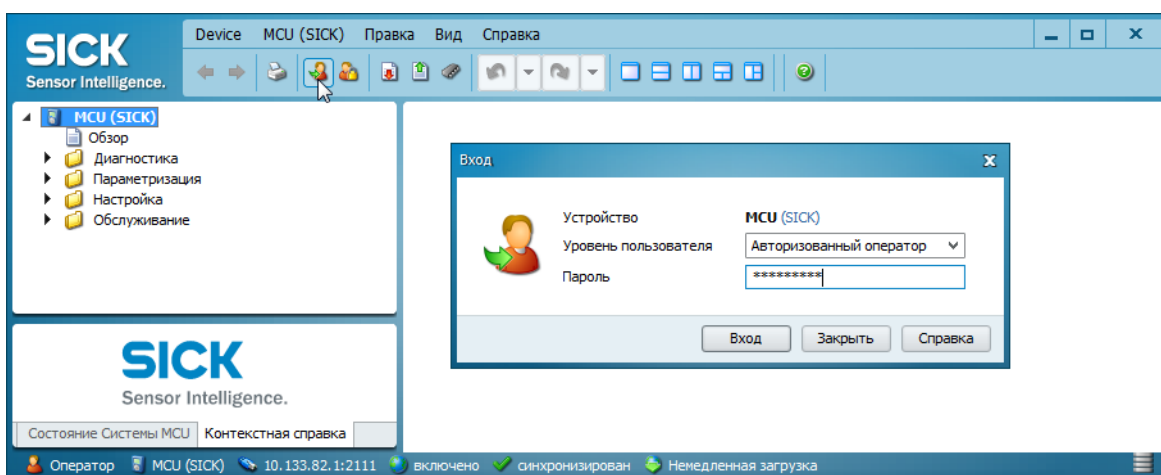 SICK
Sensor Intelligence.
Device MCU (SICK) Правка Вид Справка
MCU (SICK)
Обзор
Диагностика
Параметризация
Настройка
Обслуживание
Вход
Устройство MCU (SICK)
Уровень пользователя Авторизованный оператор
Пароль *********
Вход Закрыть Справка
SICK
Sensor Intelligence.
Состояние Системы MCU Контекстная справка
Оператор MCU (SICK) 10.133.82.1:2111 включено синхронизирован Немедленная загрузка